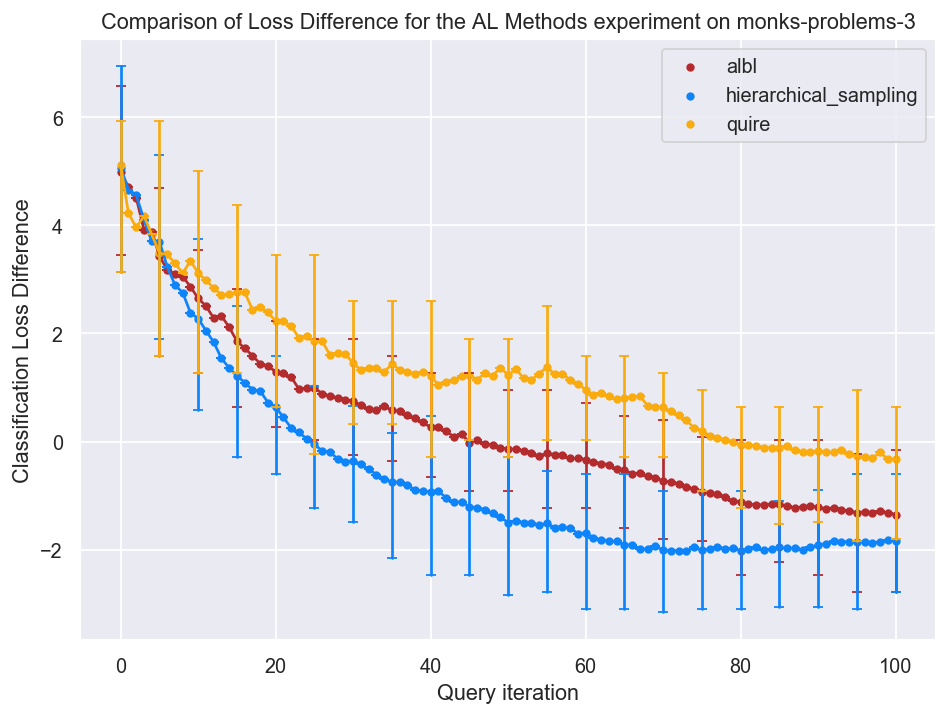 Comparison of Loss Difference for the AL Methods experiment on monks-problems-3
albl
hierarchical_sampling
quire
Classification Loss Difference
6
4
2
0
−2
0 20 40 60 80 100
Query iteration